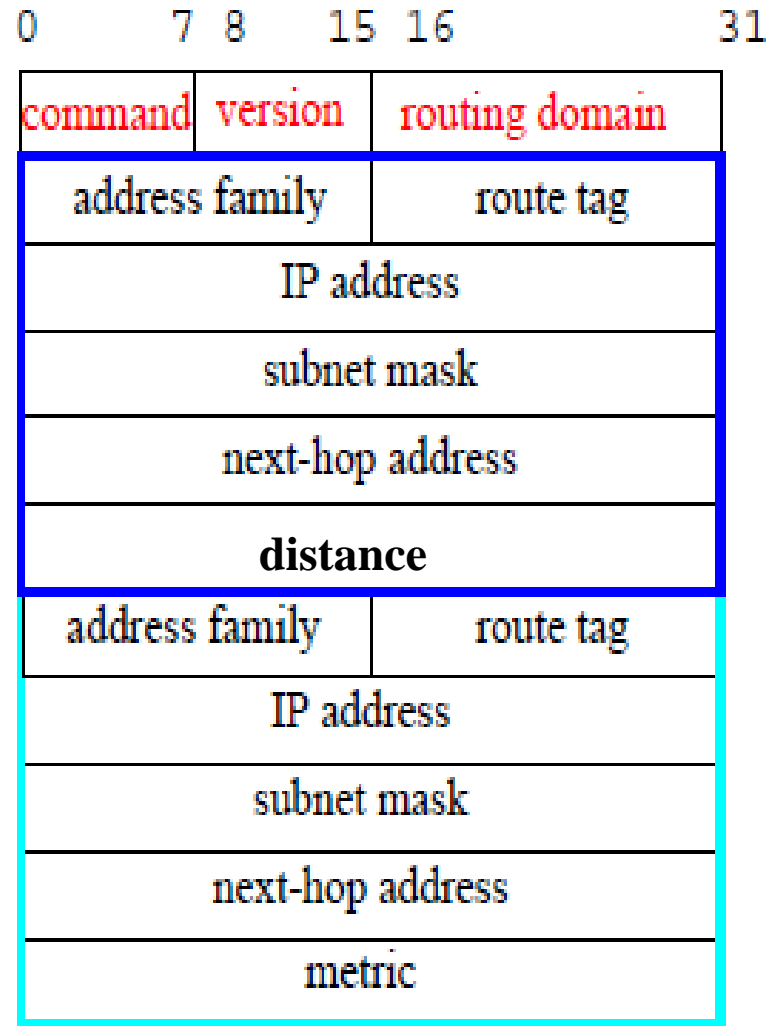 0 7 8 15 16 31
command version routing domain
address family route tag
IP address
subnet mask
next-hop address
distance
address family route tag
IP address
subnet mask
next-hop address
metric